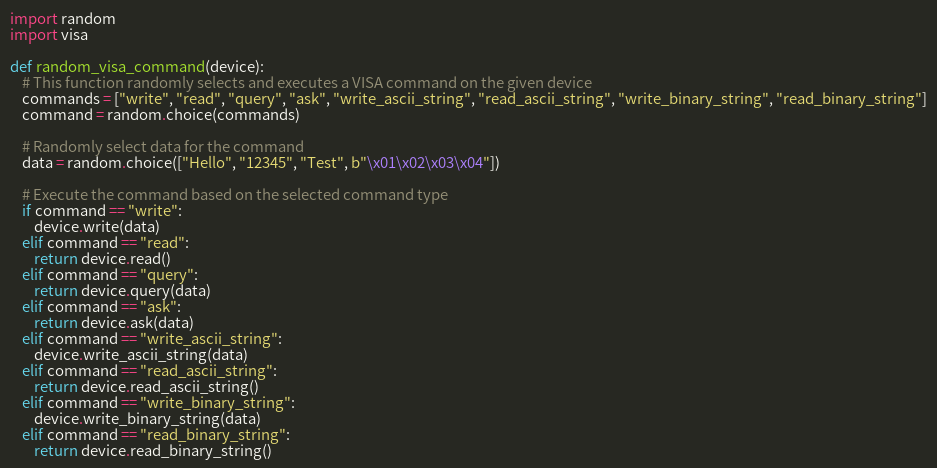 import random
import visa

def random_visa_command(device):
    # This function randomly selects and executes a VISA command on the given device
    commands = ["write", "read", "query", "ask", "write_ascii_string", "read_ascii_string", "write_binary_string", "read_binary_string"]
    command = random.choice(commands)

    # Randomly select data for the command
    data = random.choice(["Hello", "12345", "Test", b"\x01\x02\x03\x04"])

    # Execute the command based on the selected command type
    if command == "write":
        device.write(data)
    elif command == "read":
        return device.read()
    elif command == "query":
        return device.query(data)
    elif command == "ask":
        return device.ask(data)
    elif command == "write_ascii_string":
        device.write_ascii_string(data)
    elif command == "read_ascii_string":
        return device.read_ascii_string()
    elif command == "write_binary_string":
        device.write_binary_string(data)
    elif command == "read_binary_string":
        return device.read_binary_string()